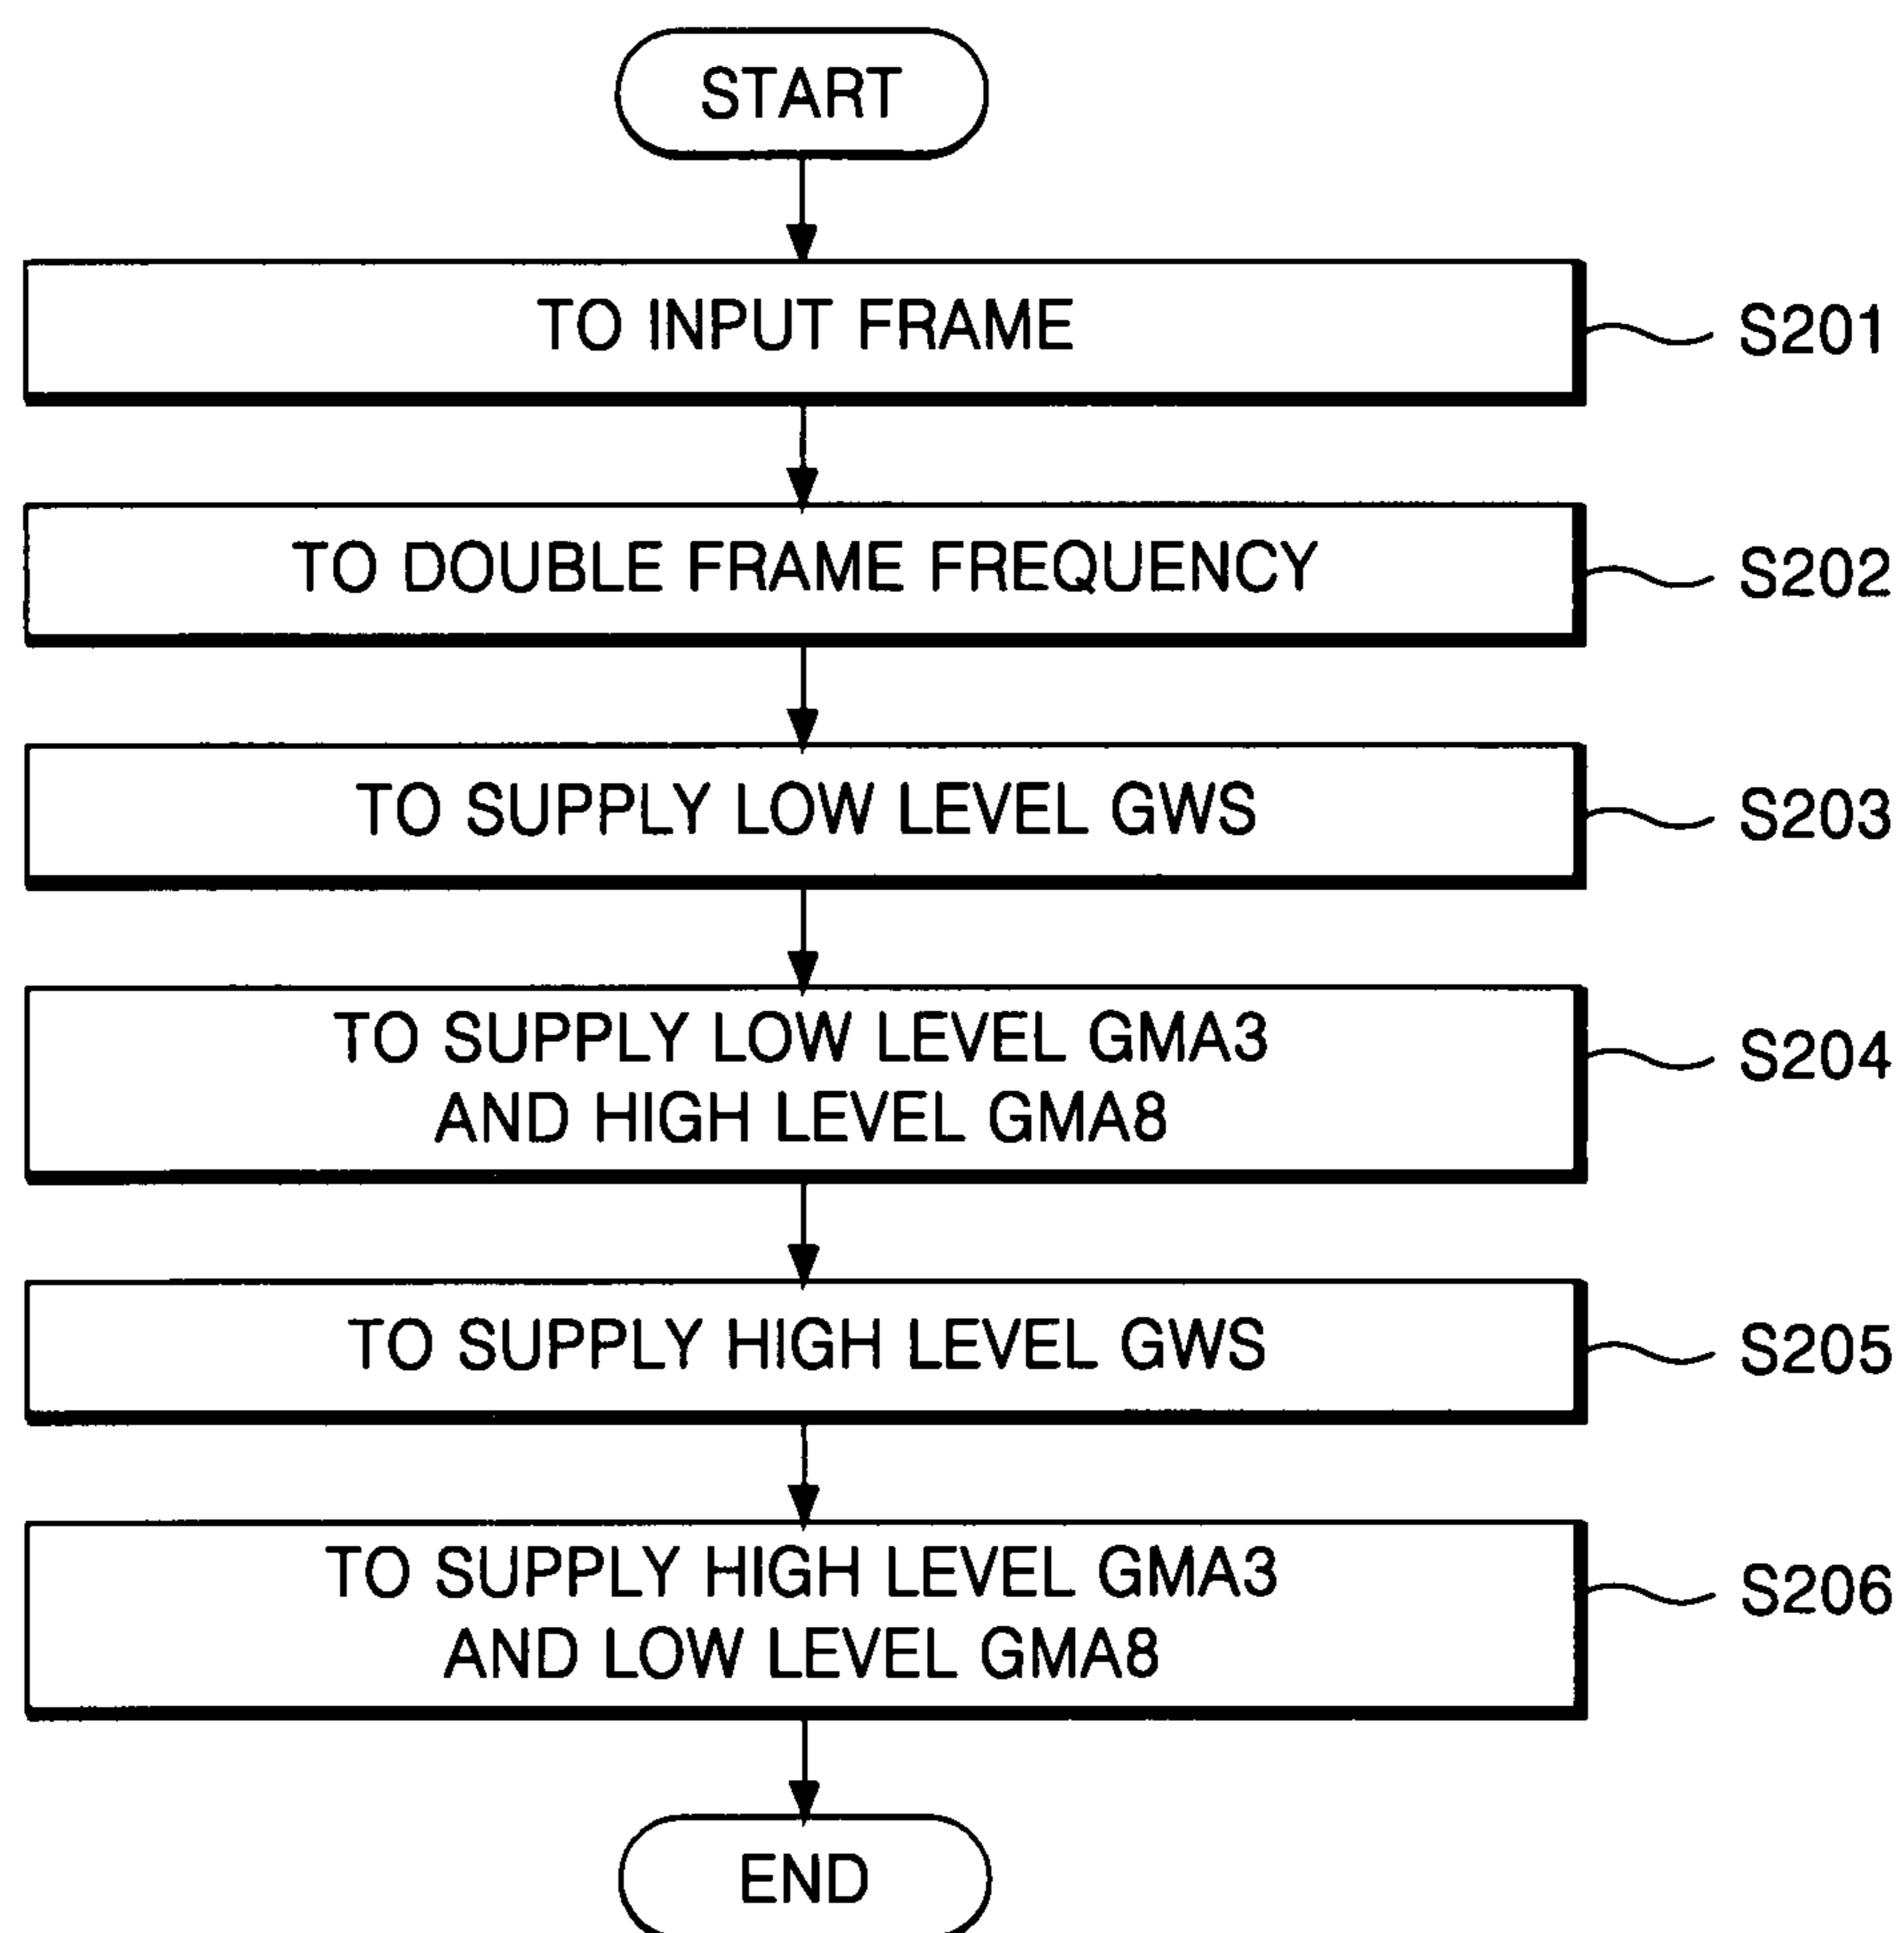 START
TO INPUT FRAME
S201
TO DOUBLE FRAME FREQUENCY
S202
TO SUPPLY LOW LEVEL GWS
S203
TO SUPPLY LOW LEVEL GMA3
AND HIGH LEVEL GMA8
S204
TO SUPPLY HIGH LEVEL GWS
S205
TO SUPPLY HIGH LEVEL GMA3
AND LOW LEVEL GMA8
S206
END